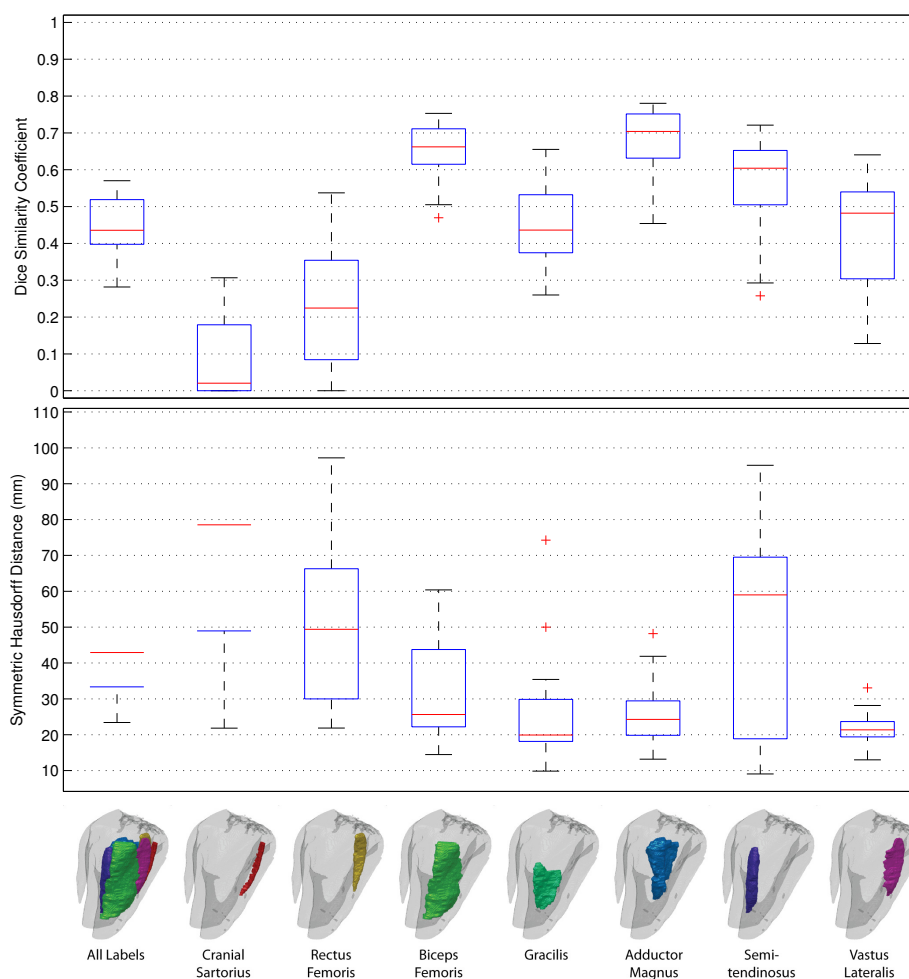 1
0.9
0.8
0.7
0.6
0.5
0.4
0.3
0.2
0.1
0
Dice Similarity Coefficient
110
100
90
80
70
60
50
40
30
20
10
Symmetric Hausdorff Distance (mm)
All Labels
Cranial
Sartorius
Rectus
Femoris
Biceps
Femoris
Gracilis
Adductor
Magnus
Semi-
tendinosus
Vastus
Lateralis